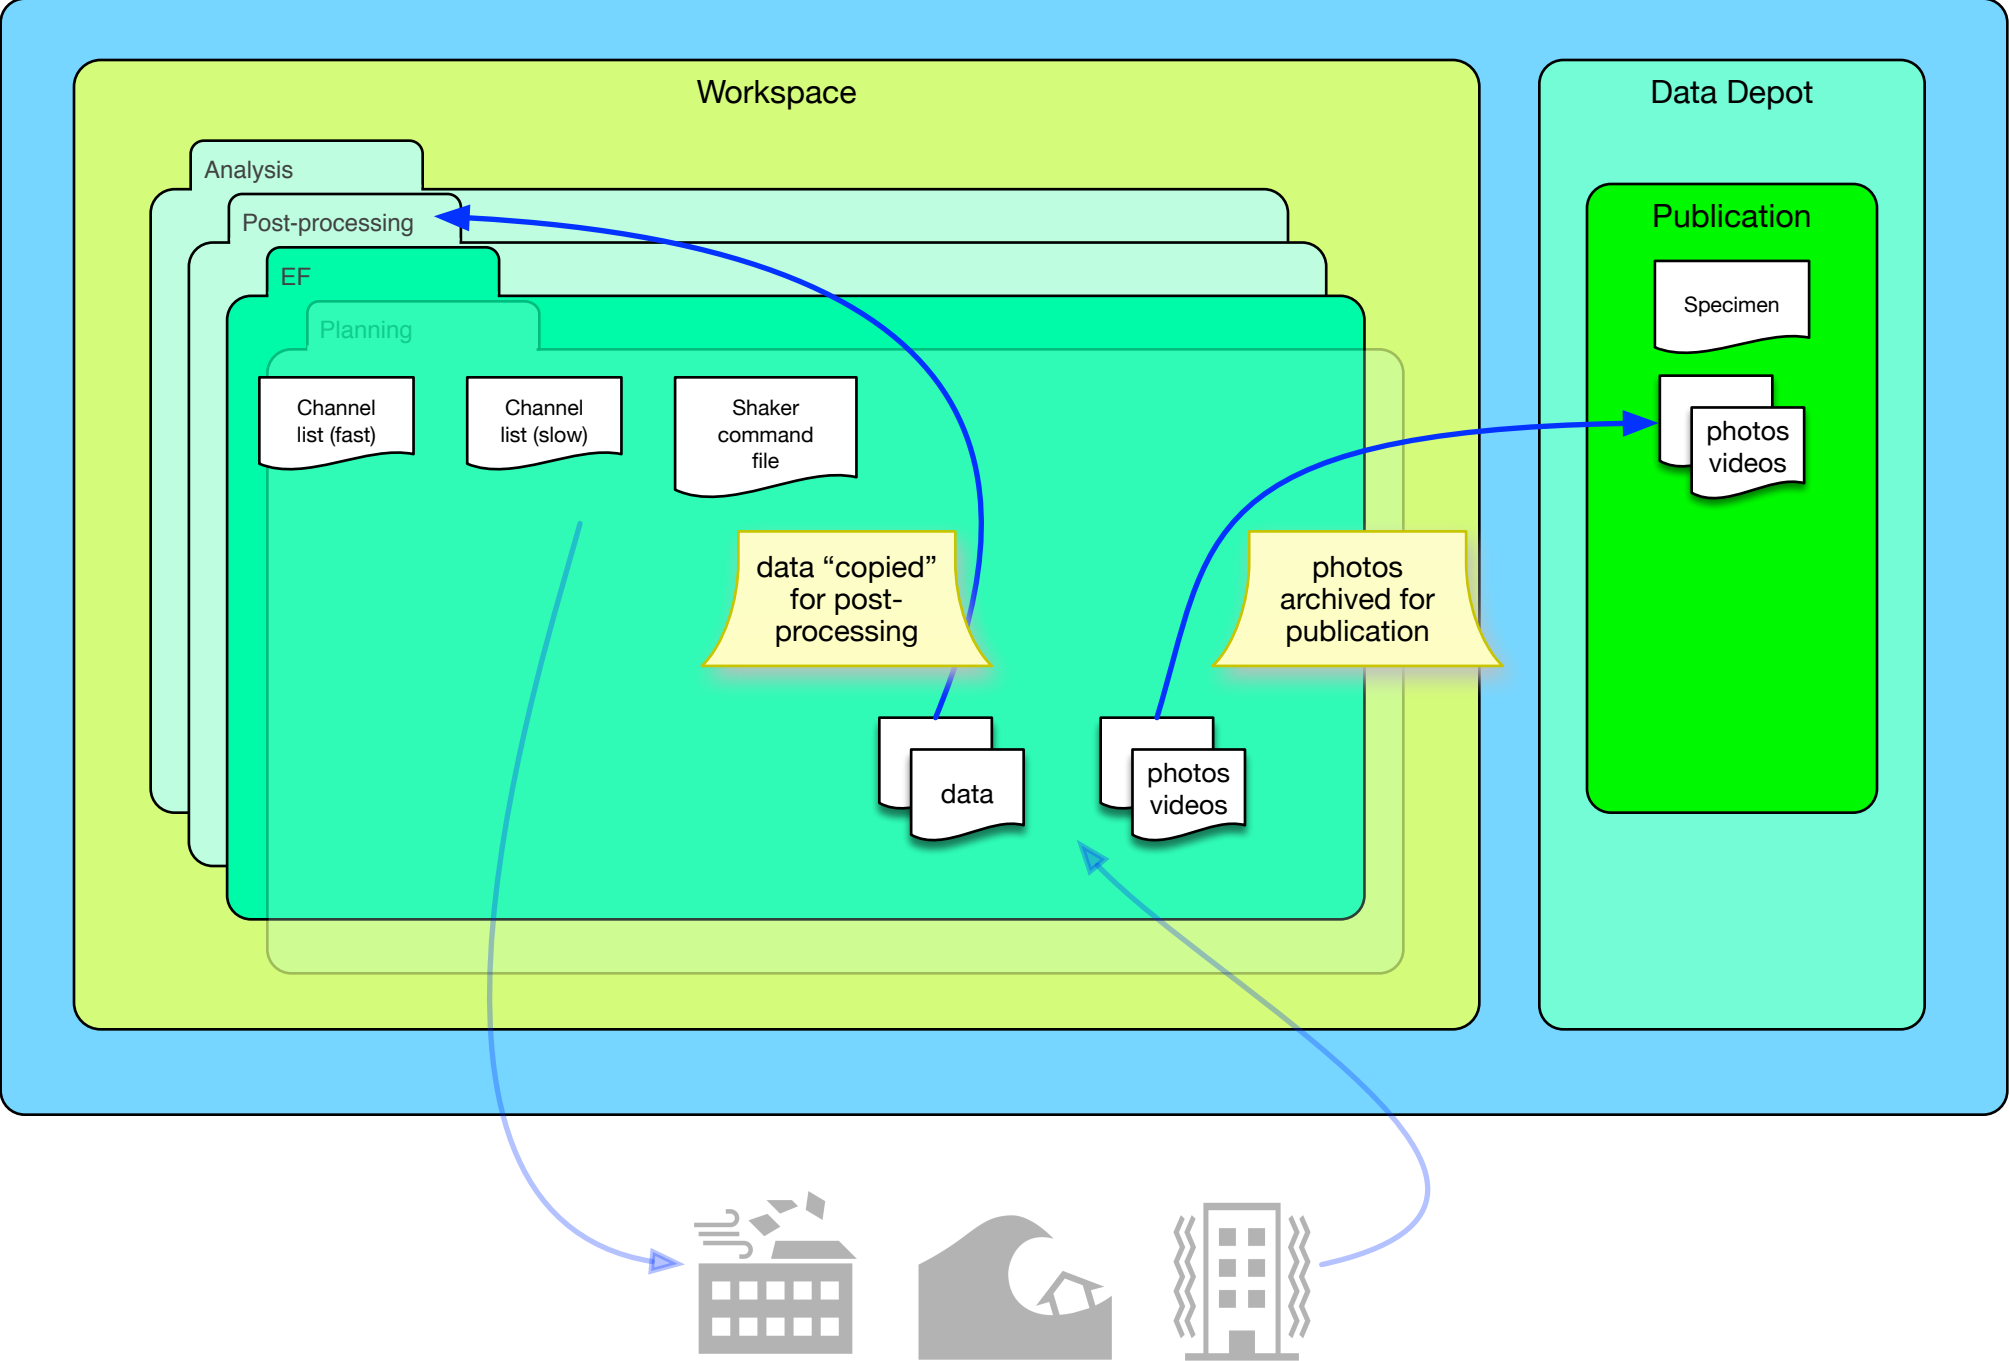 Workspace
Data Depot
Analysis
Post-processing
EF
Planning
Publication
Specimen
Channel
list (fast)
Channel
list (slow)
Shaker
command
file
photos
videos
data “copied”
for post-
processing
photos
archived for
publication
data
photos
videos